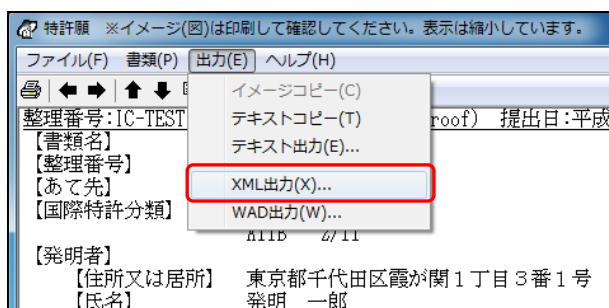 特許願 ※イメージ(図)は印刷して確認してください。表示は縮小しています。
ファイル(F) 書類(P) 出力(E) ヘルプ(H)
整理番号:IC-TEST roof) 提出日:平成
イメージコピー(C)
テキストコピー(T)
テキスト出力(E)...
XML出力(X)...
WAD出力(W)...
【書類名】
【整理番号】
【あて先】
【国際特許分類】
A11B 2/11
【発明者】
【住所又は居所】 東京都千代田区霞が関1丁目3番1号
【氏名】 発明 一郎